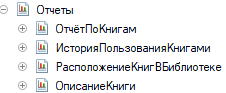 Отчеты
ОтчётПоКнигам
ИсторияПользованияКнигами
РасположениеКнигВБиблиотеке
ОписаниеКниги